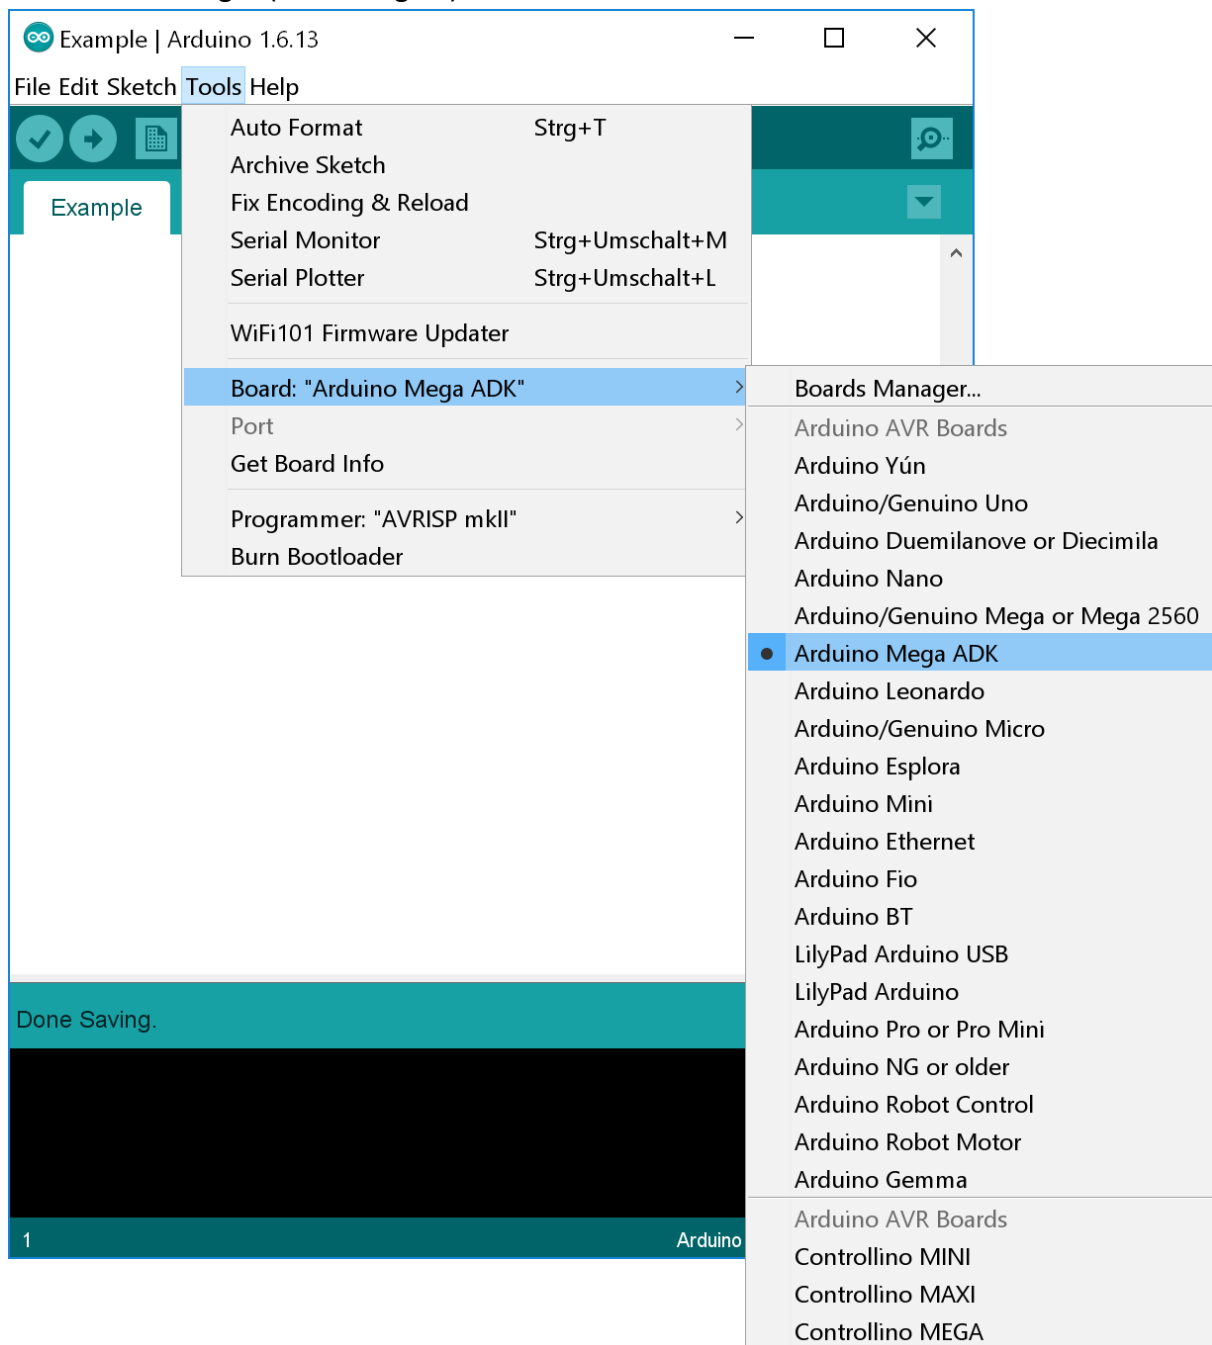 Example | Arduino 1.6.13
File Edit Sketch Tools Help
Auto Format Strg+T
Archive Sketch
Fix Encoding & Reload
Example
Serial Monitor Strg+Umschalt+M
Serial Plotter Strg+Umschalt+L
WiFi101 Firmware Updater
Board: "Arduino Mega ADK"
Port
Get Board Info
Programmer: "AVRISP mkII"
Burn Bootloader
Boards Manager...
Arduino AVR Boards
Arduino Yún
Arduino/Genuino Uno
Arduino Duemilanove or Diecimila
Arduino Nano
Arduino/Genuino Mega or Mega 2560
Arduino Mega ADK
Arduino Leonardo
Arduino/Genuino Micro
Arduino Esplora
Arduino Mini
Arduino Ethernet
Arduino Fio
Arduino BT
LilyPad Arduino USB
LilyPad Arduino
Arduino Pro or Pro Mini
Arduino NG or older
Arduino Robot Control
Arduino Robot Motor
Arduino Gemma
Arduino AVR Boards
Controllino MINI
Controllino MAXI
Controllino MEGA
Done Saving.
1 Arduino